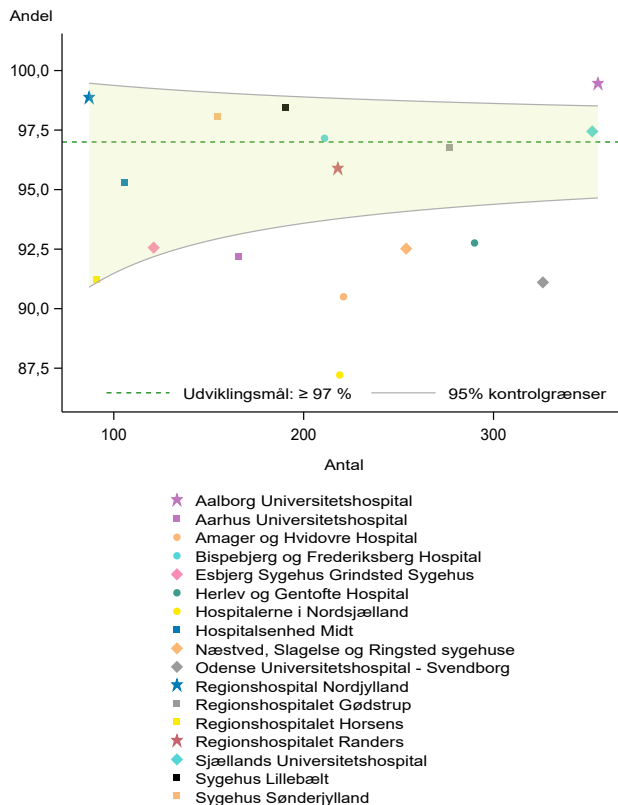 Andel
100,0
97,5
95,0
92,5
90,0
87,5
Udviklingsmål: ≥ 97 % 95% kontrolgrænser
100 200 300
Antal
Aalborg Universitetshospital
Aarhus Universitetshospital
Amager og Hvidovre Hospital
Bispebjerg og Frederiksberg Hospital
Esbjerg Sygehus Grindsted Sygehus
Herlev og Gentofte Hospital
Hospitalerne i Nordsjælland
Hospitalsenhed Midt
Næstved, Slagelse og Ringsted sygehuse
Odense Universitetshospital - Svendborg
Regionshospital Nordjylland
Regionshospitalet Gødstrup
Regionshospitalet Horsens
Regionshospitalet Randers
Sjællands Universitetshospital
Sygehus Lillebælt
Sygehus Sønderjylland